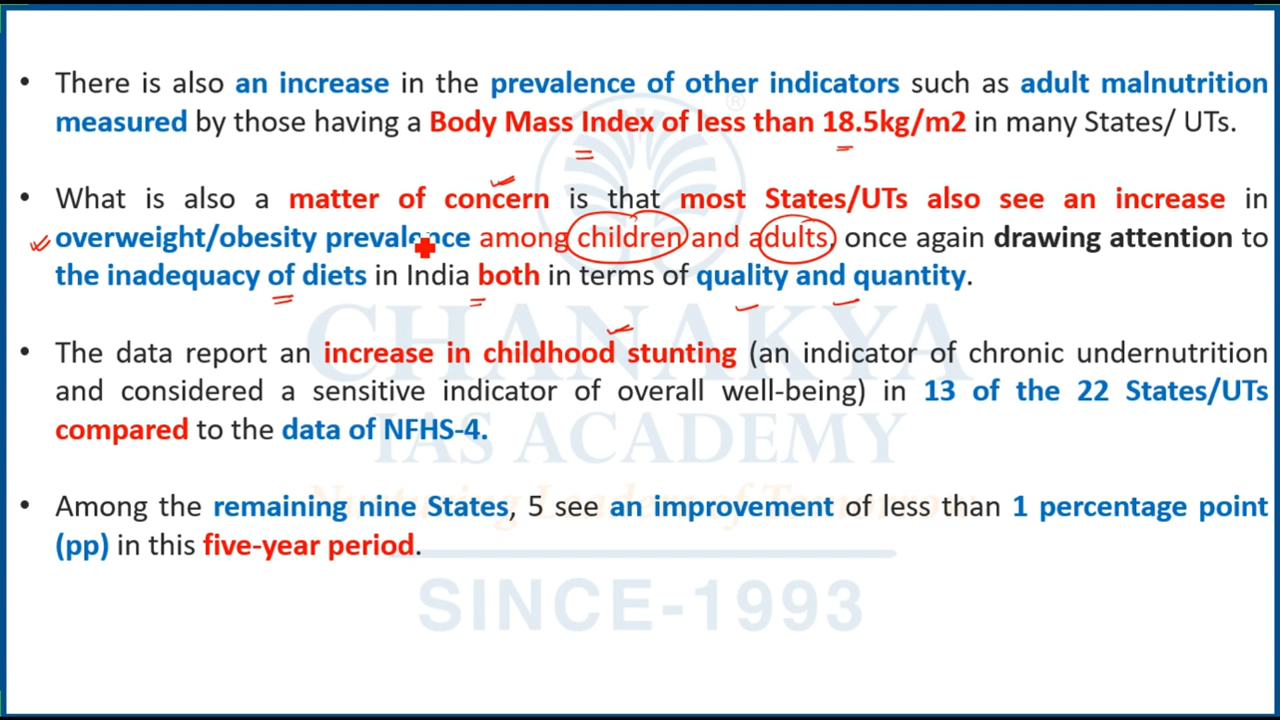 • There is also an increase in the prevalence of other indicators such as adult malnutrition
measured by those having a Body Mass Index of less than 18.5kg/m2 in many States/ UTs.
• What is also a matter of concern is that most States/UTs also see an increase in
overweight/obesity prevalence among children and adults, once again drawing attention to
the inadequacy of diets in India both in terms of quality and quantity.
• The data report an increase in childhood stunting (an indicator of chronic undernutrition
and considered a sensitive indicator of overall well-being) in 13 of the 22 States/UTs
compared to the data of NFHS-4.
• Among the remaining nine States, 5 see an improvement of less than 1 percentage point
(pp) in this five-year period.
®
CHANAKYA
IAS ACADEMY
Nurturing Leaders of Tomorrow
SINCE-1993